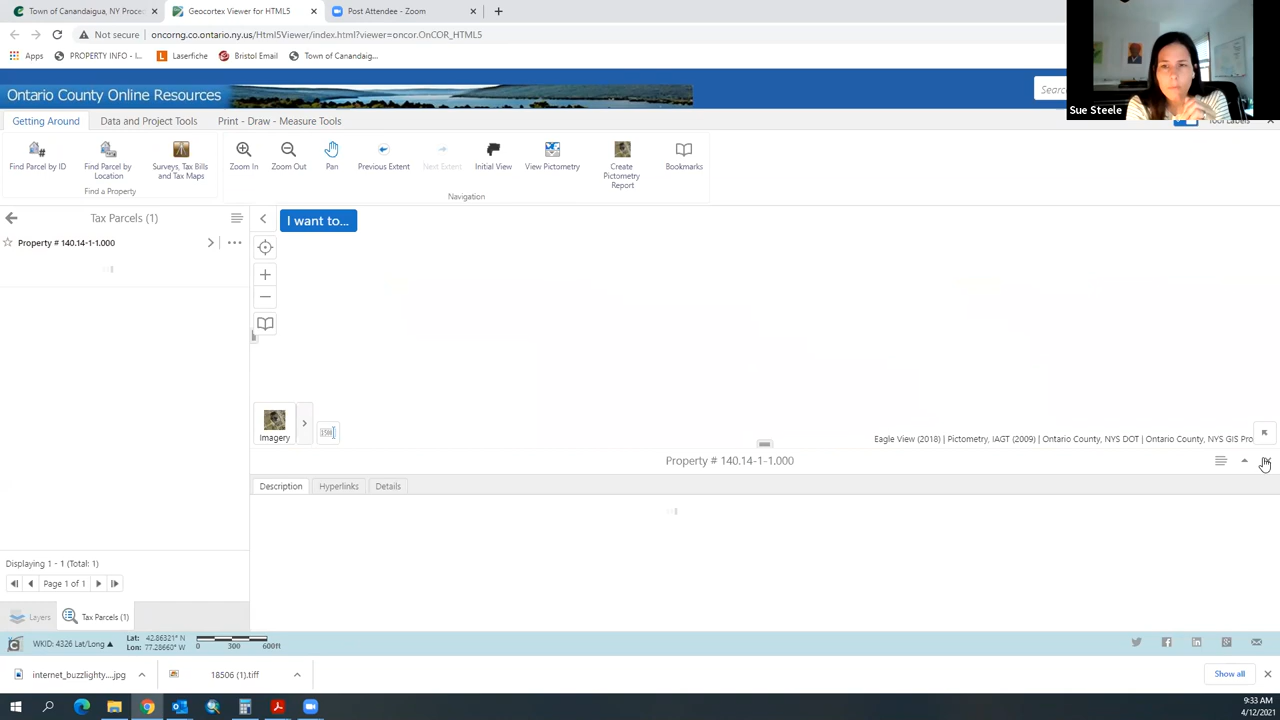 Town of Canandaigua, NY Proce
Geocortex Viewer for HTML5
Post Attendee - Zoom
Not secure
oncorng.co.ontario.ny.us/Html5Viewer/index.html?viewer=oncor.OnCOR_HTML5
Apps
PROPERTY INFO - I...
Laserfiche
Bristol Email
Town of Canandaig...
Ontario County Online Resources
Searc
Sue Steele
Getting Around
Data and Project Tools
Print - Draw - Measure Tools
Tool Labels
Find Parcel by ID
Find Parcel by Location
Surveys, Tax Bills and Tax Maps
Zoom In
Zoom Out
Pan
Previous Extent
Next Extent
Initial View
View Pictometry
Create Pictometry Report
Bookmarks
Find a Property
Navigation
Tax Parcels (1)
I want to...
Property # 140.14-1-1.000
Imagery
Eagle View (2018) | Pictometry, IAGT (2009) | Ontario County, NYS DOT | Ontario County, NYS GIS Pro
Property # 140.14-1-1.000
Description
Hyperlinks
Details
Displaying 1 - 1 (Total: 1)
Page 1 of 1
Layers
Tax Parcels (1)
WKID: 4326 Lat/Long
Lat: 42.86321° N
Lon: 77.28660° W
0 300 600ft
internet_buzzlighty....jpg
18506 (1).tiff
Show all
9:33 AM
4/12/2021